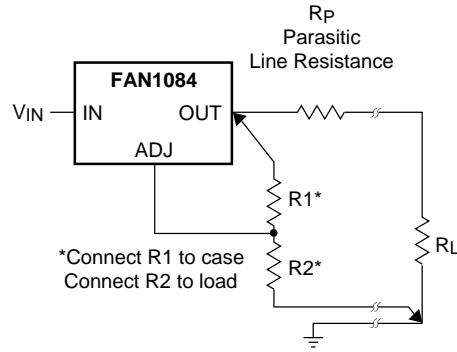 RP
Parasitic
Line Resistance
FAN1084
VIN
IN
OUT
ADJ
R1*
*Connect R1 to case
Connect R2 to load
R2*
RL